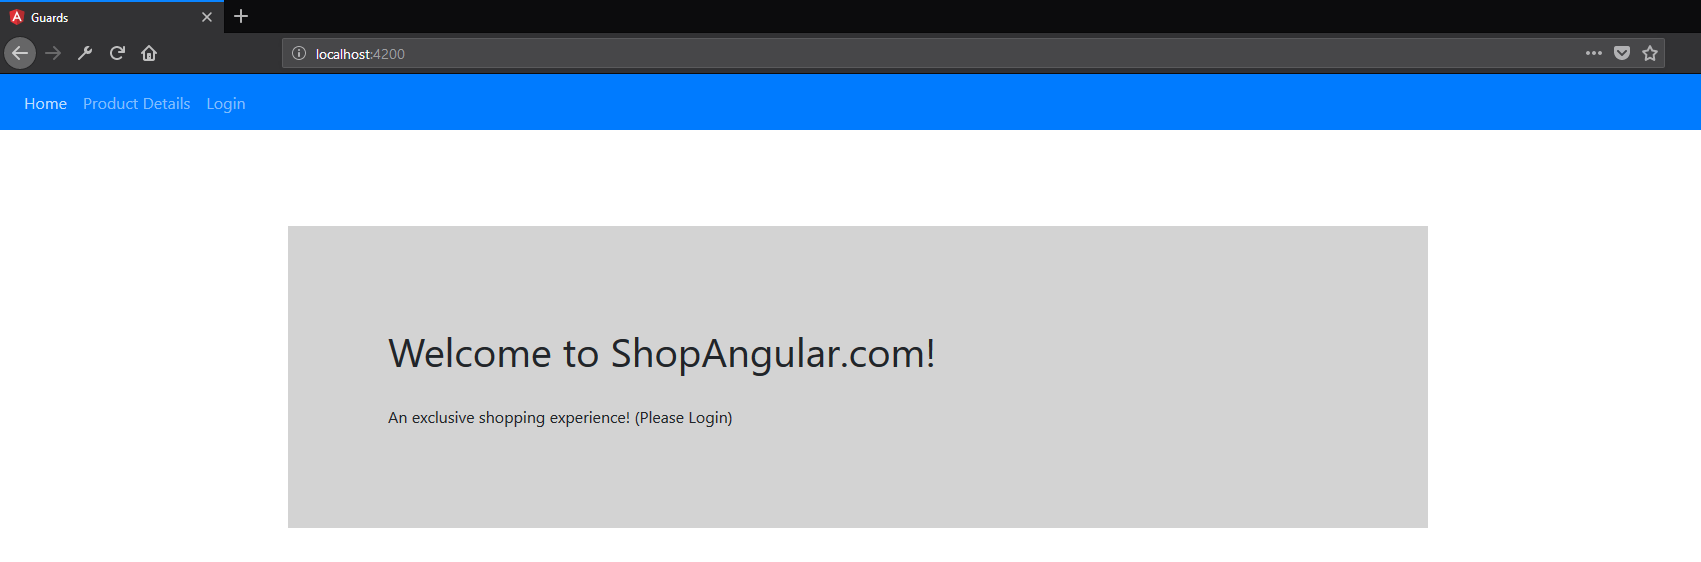 Guards
localhost:4200
Home Product Details Login
Welcome to ShopAngular.com!
An exclusive shopping experience! (Please Login)